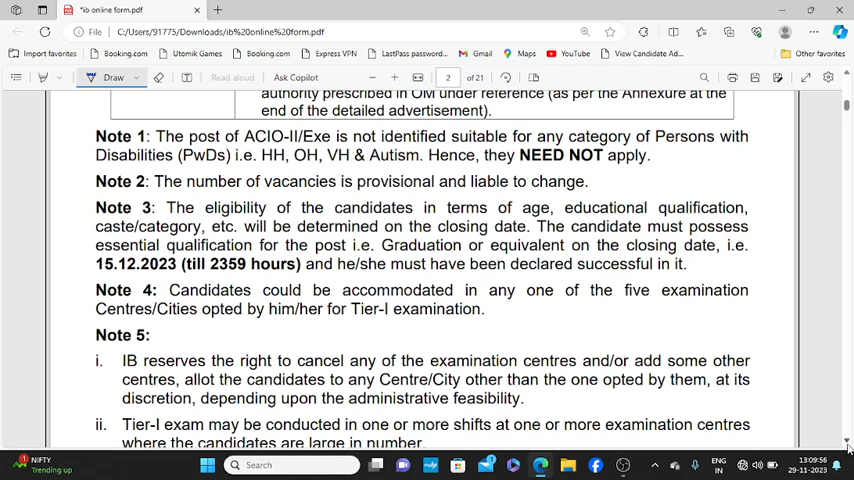 *ib online form.pdf
File
C:/Users/91775/Downloads/ib%20online%20form.pdf
Import favorites
Booking.com
Utomik Games
Booking.com
Express VPN
LastPass password...
Gmail
Maps
YouTube
View Candidate Ad...
Other favorites
Draw
Read aloud
Ask Copilot
2
of 21
authority prescribed in OM under reference (as per the Annexure at the
end of the detailed advertisement).
Note 1: The post of ACIO-II/Exe is not identified suitable for any category of Persons with
Disabilities (PwDs) i.e. HH, OH, VH & Autism. Hence, they NEED NOT apply.
Note 2: The number of vacancies is provisional and liable to change.
Note 3: The eligibility of the candidates in terms of age, educational qualification,
caste/category, etc. will be determined on the closing date. The candidate must possess
essential qualification for the post i.e. Graduation or equivalent on the closing date, i.e.
15.12.2023 (till 2359 hours) and he/she must have been declared successful in it.
Note 4: Candidates could be accommodated in any one of the five examination
Centres/Cities opted by him/her for Tier-I examination.
Note 5:
i. IB reserves the right to cancel any of the examination centres and/or add some other
centres, allot the candidates to any Centre/City other than the one opted by them, at its
discretion, depending upon the administrative feasibility.
ii. Tier-I exam may be conducted in one or more shifts at one or more examination centres
where the candidates are large in number.
NIFTY
Trending up
Search
ENG
IN
13:09:56
29-11-2023